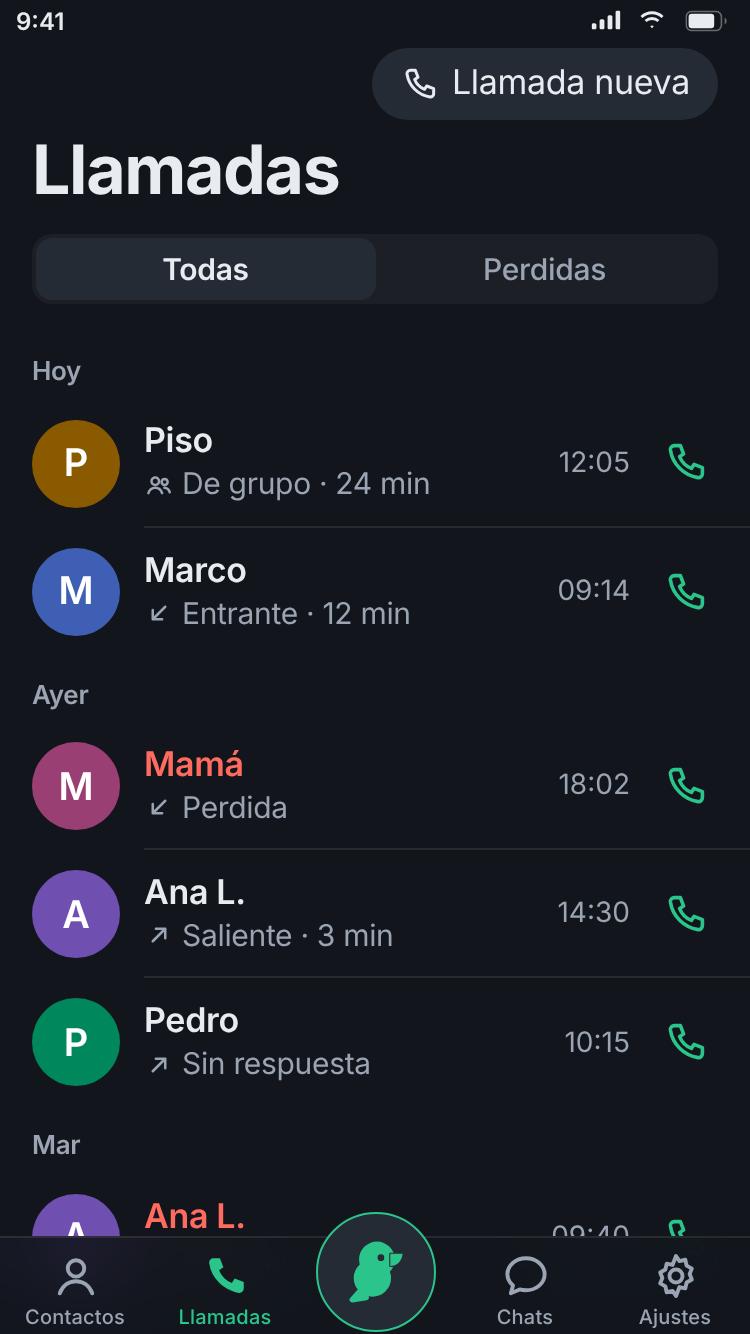 9:41
Llamada nueva
Llamadas
Todas
Perdidas
Hoy
P
Piso
De grupo · 24 min
12:05
M
Marco
Entrante · 12 min
09:14
Ayer
M
Mamá
Perdida
18:02
A
Ana L.
Saliente · 3 min
14:30
P
Pedro
Sin respuesta
10:15
Mar
A
Ana L.
09:40
Contactos
Llamadas
Chats
Ajustes